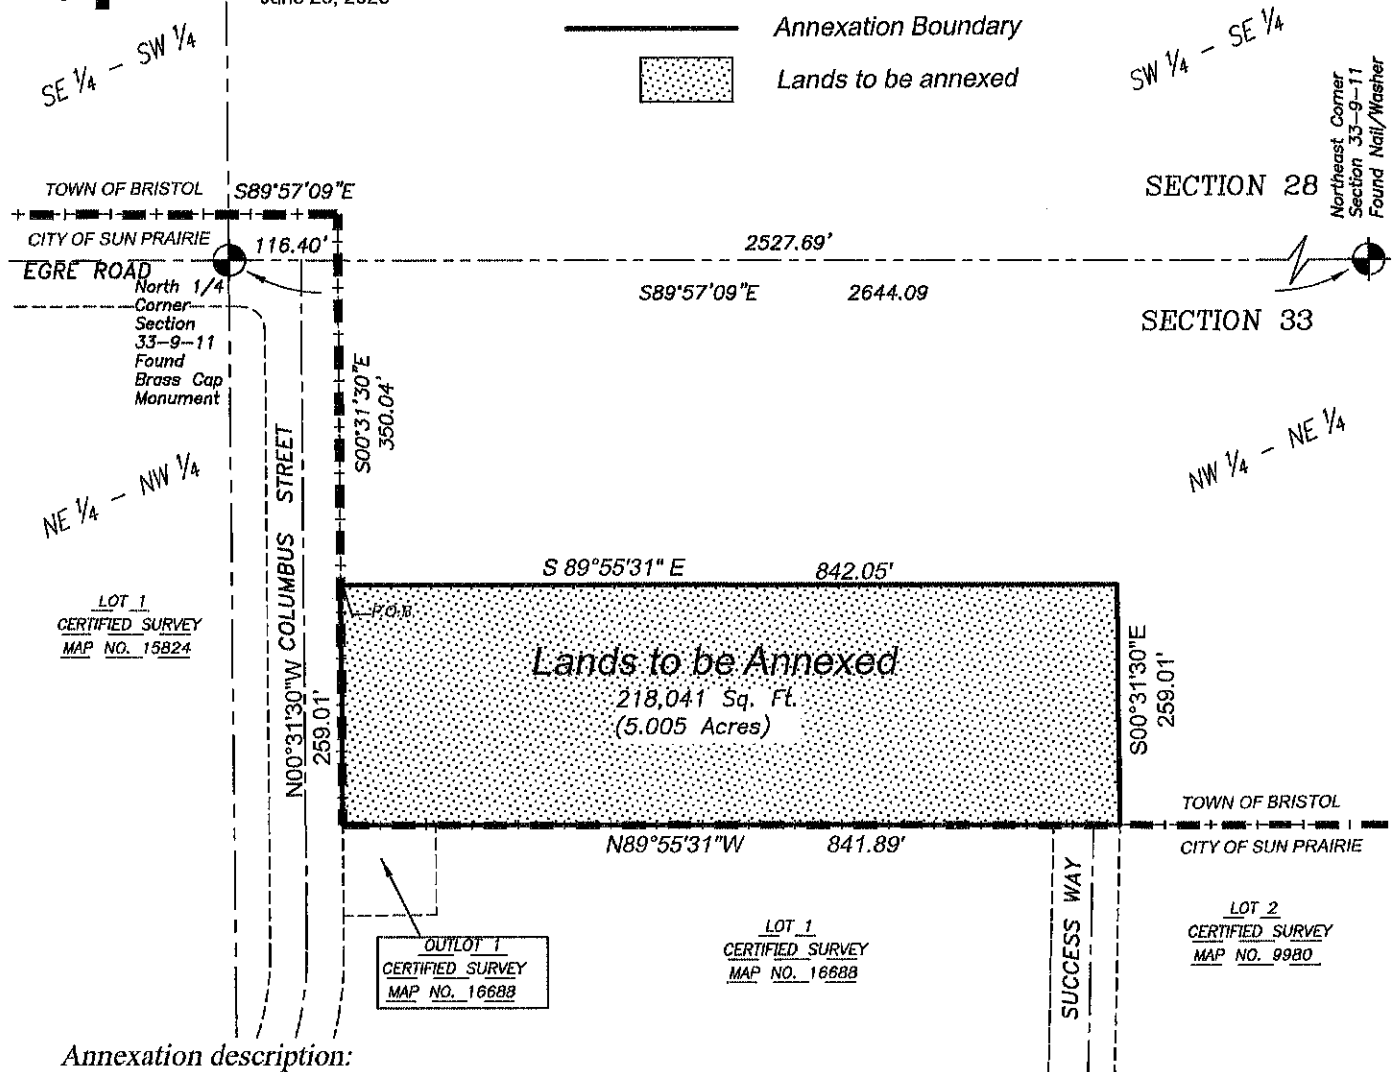 SE ¼ - SW ¼
Annexation Boundary
Lands to be annexed
SW ¼ - SE ¼
Northeast Corner
Section 33-9-11
Found Nail/Washer
SECTION 28
TOWN OF BRISTOL
S89°57'09"E
CITY OF SUN PRAIRIE
116.40'
2527.69'
EGRE ROAD
North 1/4
Corner
Section
33-9-11
Found
Brass Cap
Monument
S89°57'09"E 2644.09
SECTION 33
S00°31'30"E
350.04'
NE ¼ - NW ¼
NW ¼ - NE ¼
COLUMBUS STREET
S 89°55'31" E 842.05'
P.O.B.
LOT 1
CERTIFIED SURVEY
MAP NO. 15824
Lands to be Annexed
218,041 Sq. Ft.
(5.005 Acres)
N00°31'30"W
259.01'
S00°31'30"E
259.01'
TOWN OF BRISTOL
CITY OF SUN PRAIRIE
N89°55'31"W 841.89'
OUTLOT 1
CERTIFIED SURVEY
MAP NO. 16688
LOT 1
CERTIFIED SURVEY
MAP NO. 16688
SUCCESS WAY
LOT 2
CERTIFIED SURVEY
MAP NO. 9980
Annexation description: